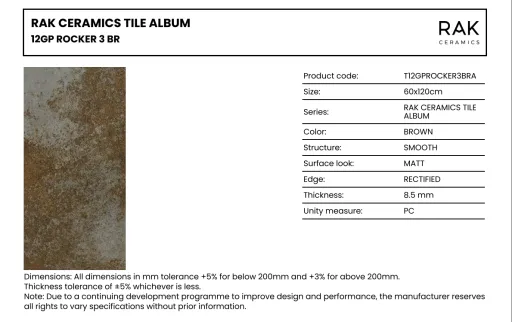 RAK CERAMICS TILE ALBUM
12GP ROCKER 3 BR
RAK
CERAMICS
Product code: T12GPROCKER3BRA
Size: 60x120cm
Series: RAK CERAMICS TILE
ALBUM
Color: BROWN
Structure: SMOOTH
Surface look: MATT
Edge: RECTIFIED
Thickness: 8.5 mm
Unity measure: PC
Dimensions: All dimensions in mm tolerance +5% for below 200mm and +3% for above 200mm.
Thickness tolerance of ±5% whichever is less.
Note: Due to a continuing development programme to improve design and performance, the manufacturer reserves
all rights to vary specifications without prior information.